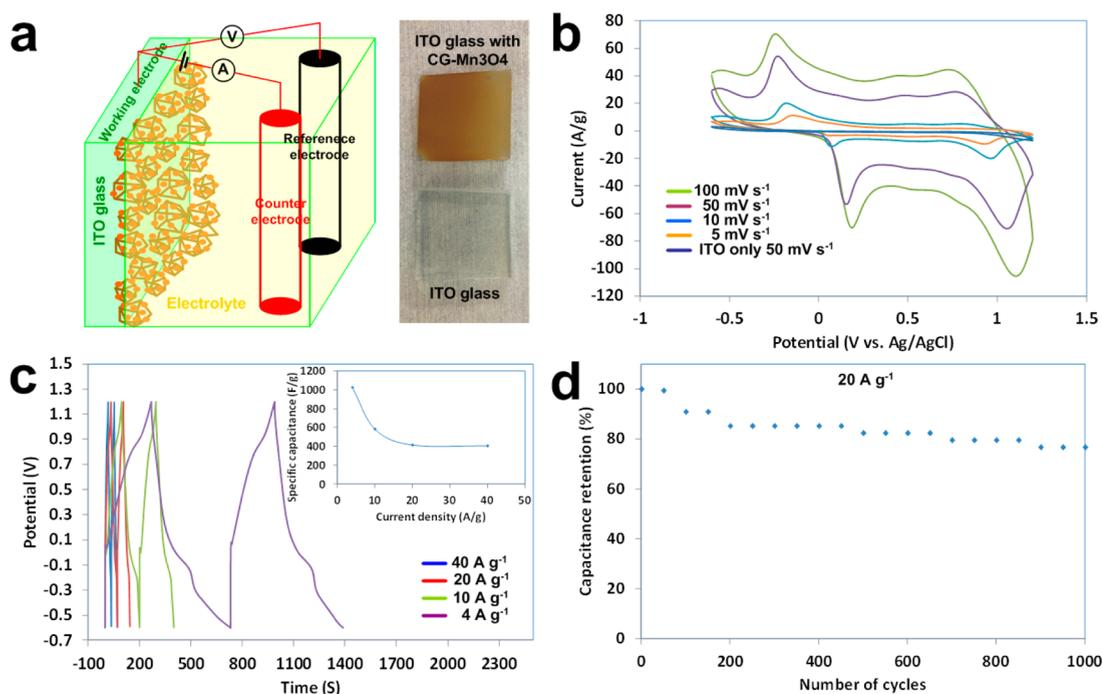 a
V
A
Working electrode
ITO glass
Referenece
electrode
Counter
electrode
Electrolyte
ITO glass with
CG-Mn3O4
ITO glass
b
80
60
40
20
0
-20
-40
-60
-80
-100
-120
Current (A/g)
100 mV s-1
50 mV s-1
10 mV s-1
5 mV s-1
ITO only 50 mV s-1
-1
-0.5
0
0.5
1
1.5
Potential (V vs. Ag/AgCl)
c
1.5
1.3
1.1
0.9
0.7
0.5
0.3
0.1
-0.1
-0.3
-0.5
-0.7
Potential (V)
1200
1000
800
600
400
200
0
Specific capacitance (F/g)
0
10
20
30
40
50
Current density (A/g)
40 A g-1
20 A g-1
10 A g-1
4 A g-1
-100
200
500
800
1100
1400
1700
2000
2300
Time (S)
d
20 A g-1
100
80
60
40
20
0
Capacitance retention (%)
0
200
400
600
800
1000
Number of cycles